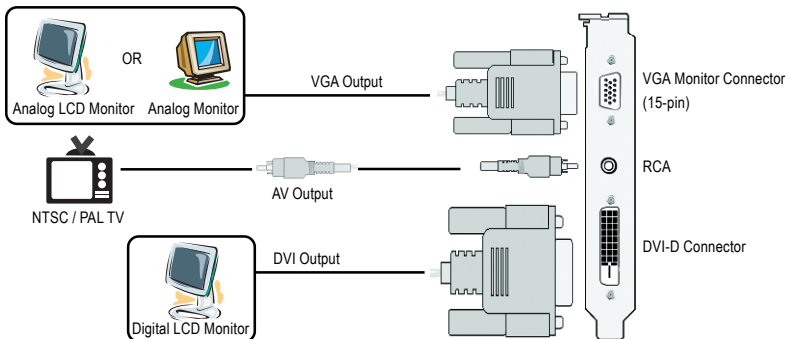 OR
Analog LCD Monitor
Analog Monitor
VGA Output
VGA Monitor Connector
(15-pin)
NTSC / PAL TV
AV Output
RCA
Digital LCD Monitor
DVI Output
DVI-D Connector